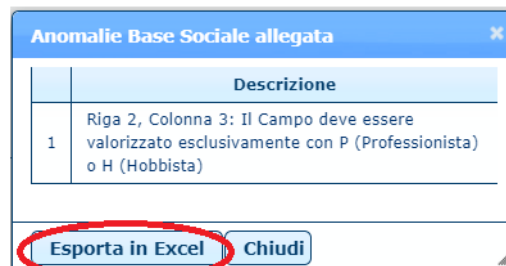 Anomalie Base Sociale allegata
Descrizione
Riga 2, Colonna 3: Il Campo deve essere
1 valorizzato esclusivamente con P (Professionista)
o H (Hobbista)
Esporta in Excel Chiudi